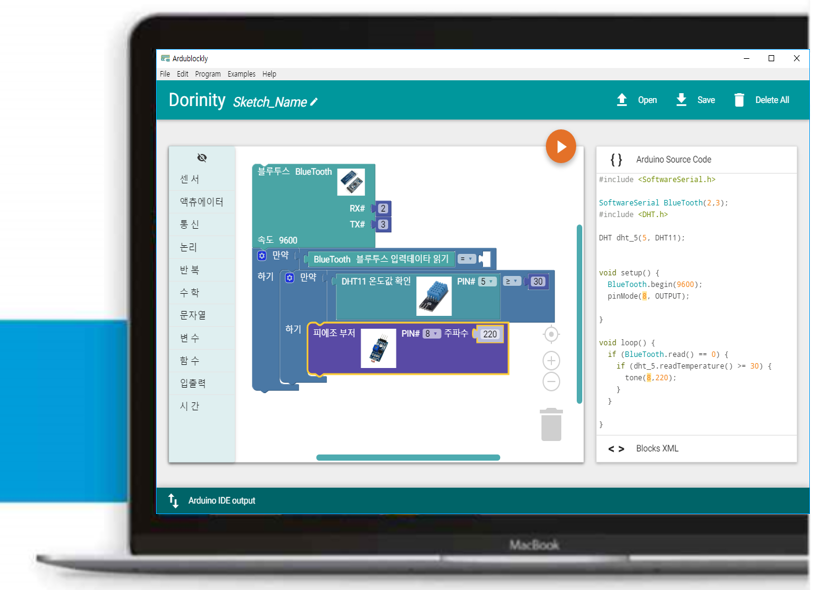 Ardublockly
File Edit Program Examples Help
Dorinity Sketch_Name
Open Save Delete All
센서
액츄에이터
통신
논리
반복
수학
문자열
변수
함수
입출력
시간
블루투스 BlueTooth
RX# 2
TX# 3
속도 9600
만약 BlueTooth 블루투스 입력데이타 읽기 =
하기 만약 DHT11 온도값 확인 PIN# 5 ≥ 30
하기 피에조 부저 PIN# 8 주파수 220
{} Arduino Source Code
#include <SoftwareSerial.h>
SoftwareSerial BlueTooth(2,3);
#include <DHT.h>
DHT dht_5(5, DHT11);
void setup() {
BlueTooth.begin(9600);
pinMode(8, OUTPUT);
}
void loop() {
if (BlueTooth.read() == 0) {
if (dht_5.readTemperature() >= 30) {
tone(8,220);
}
}
}
< > Blocks XML
Arduino IDE output
MacBook